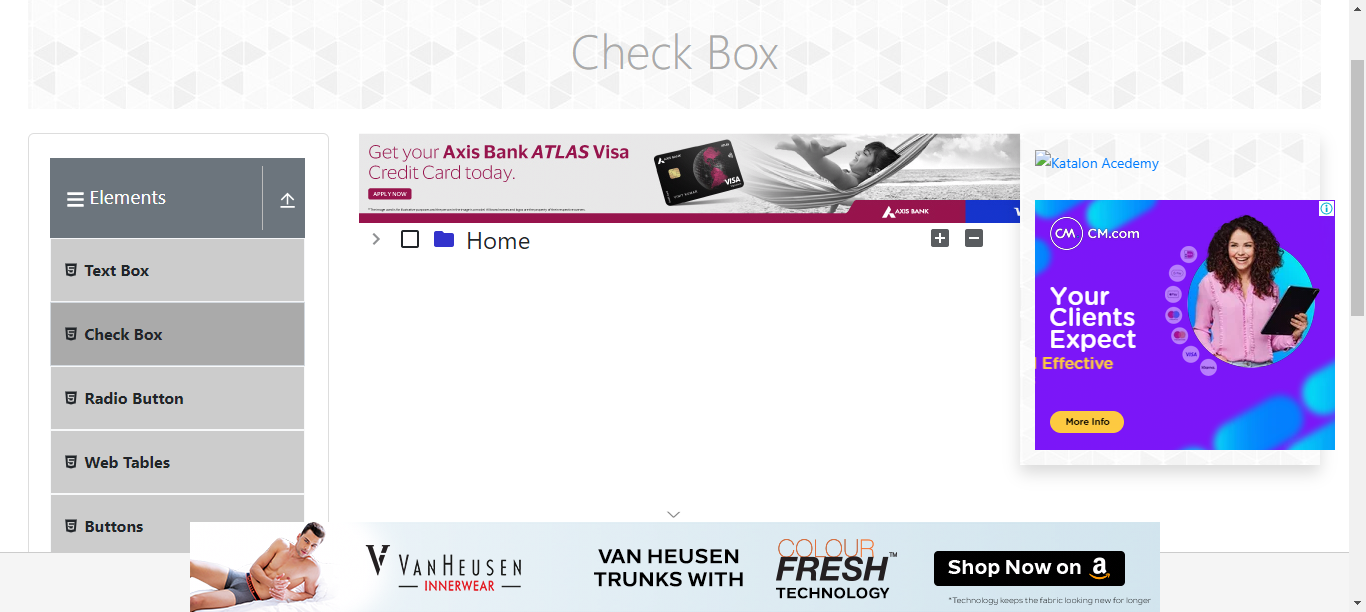 Check Box
Elements
Text Box
Check Box
Radio Button
Web Tables
Buttons
Get your Axis Bank ATLAS Visa
Credit Card today.
APPLY NOW
VISA
AXIS BANK
Home
Katalon Acedemy
CM CM.com
Your
Clients
Expect
Effective
VISA
More Info
VAN HEUSEN
INNERWEAR
VAN HEUSEN
TRUNKS WITH
COLOUR
FRESH™
TECHNOLOGY
Shop Now on a
*Technology keeps the fabric looking new for longer